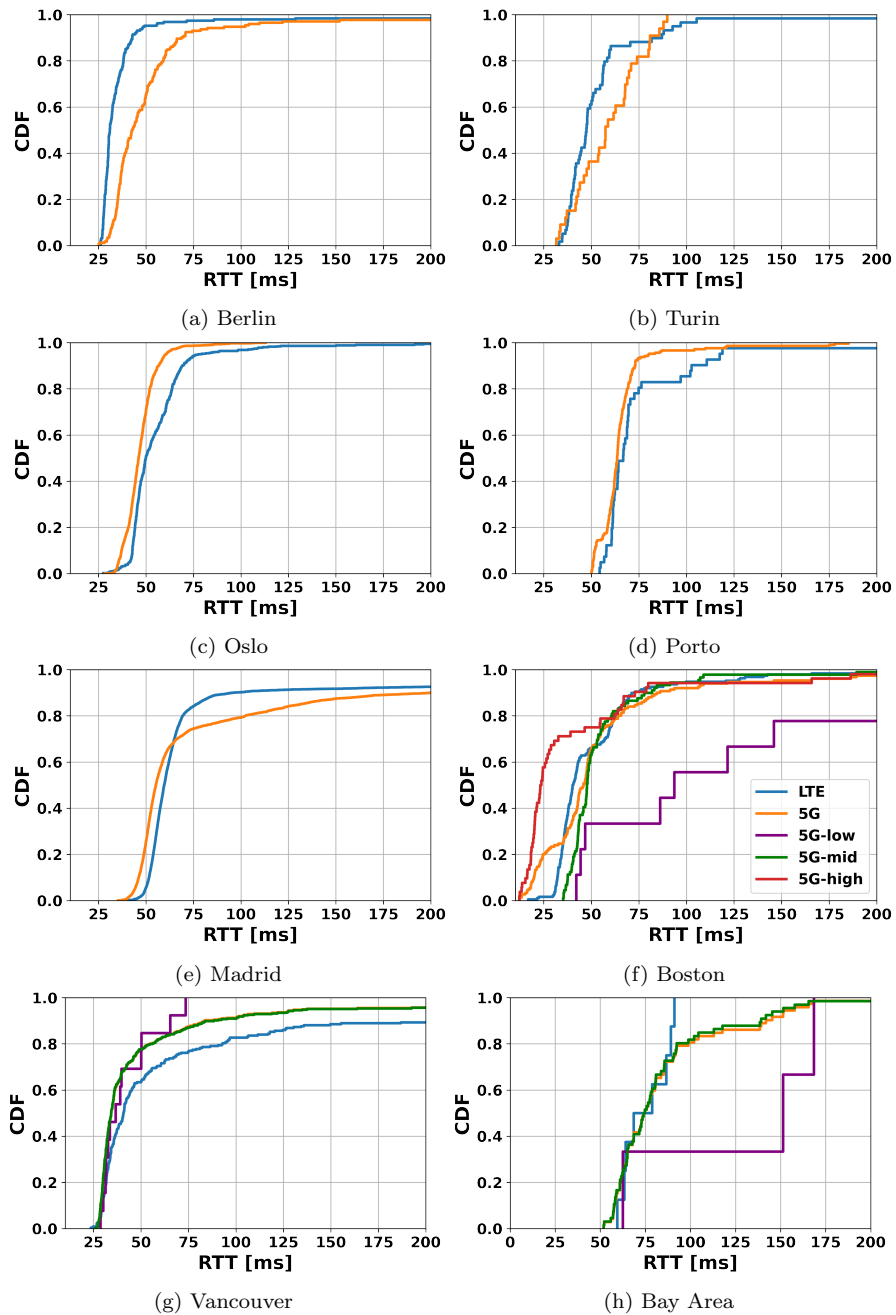 1.0
0.8
0.6
0.4
0.2
0.0
CDF
25 50 75 100 125 150 175 200
RTT [ms]
(a) Berlin
1.0
0.8
0.6
0.4
0.2
0.0
CDF
25 50 75 100 125 150 175 200
RTT [ms]
(b) Turin
1.0
0.8
0.6
0.4
0.2
0.0
CDF
25 50 75 100 125 150 175 200
RTT [ms]
(c) Oslo
1.0
0.8
0.6
0.4
0.2
0.0
CDF
25 50 75 100 125 150 175 200
RTT [ms]
(d) Porto
1.0
0.8
0.6
0.4
0.2
0.0
CDF
25 50 75 100 125 150 175 200
RTT [ms]
(e) Madrid
1.0
0.8
0.6
0.4
0.2
0.0
CDF
LTE
5G
5G-low
5G-mid
5G-high
25 50 75 100 125 150 175 200
RTT [ms]
(f) Boston
1.0
0.8
0.6
0.4
0.2
0.0
CDF
25 50 75 100 125 150 175 200
RTT [ms]
(g) Vancouver
1.0
0.8
0.6
0.4
0.2
0.0
CDF
0 25 50 75 100 125 150 175 200
RTT [ms]
(h) Bay Area